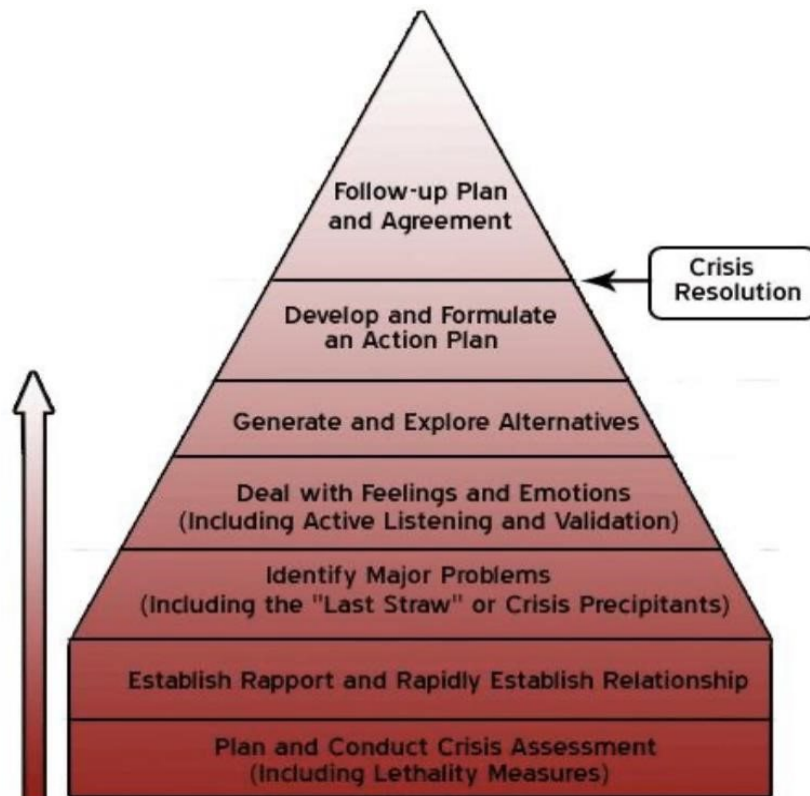 Follow-up Plan
and Agreement
Crisis
Resolution
Develop and Formulate
an Action Plan
Generate and Explore Alternatives
Deal with Feelings and Emotions
(Including Active Listening and Validation)
Identify Major Problems
(Including the "Last Straw" or Crisis Precipitants)
Establish Rapport and Rapidly Establish Relationship
Plan and Conduct Crisis Assessment
(Including Lethality Measures)